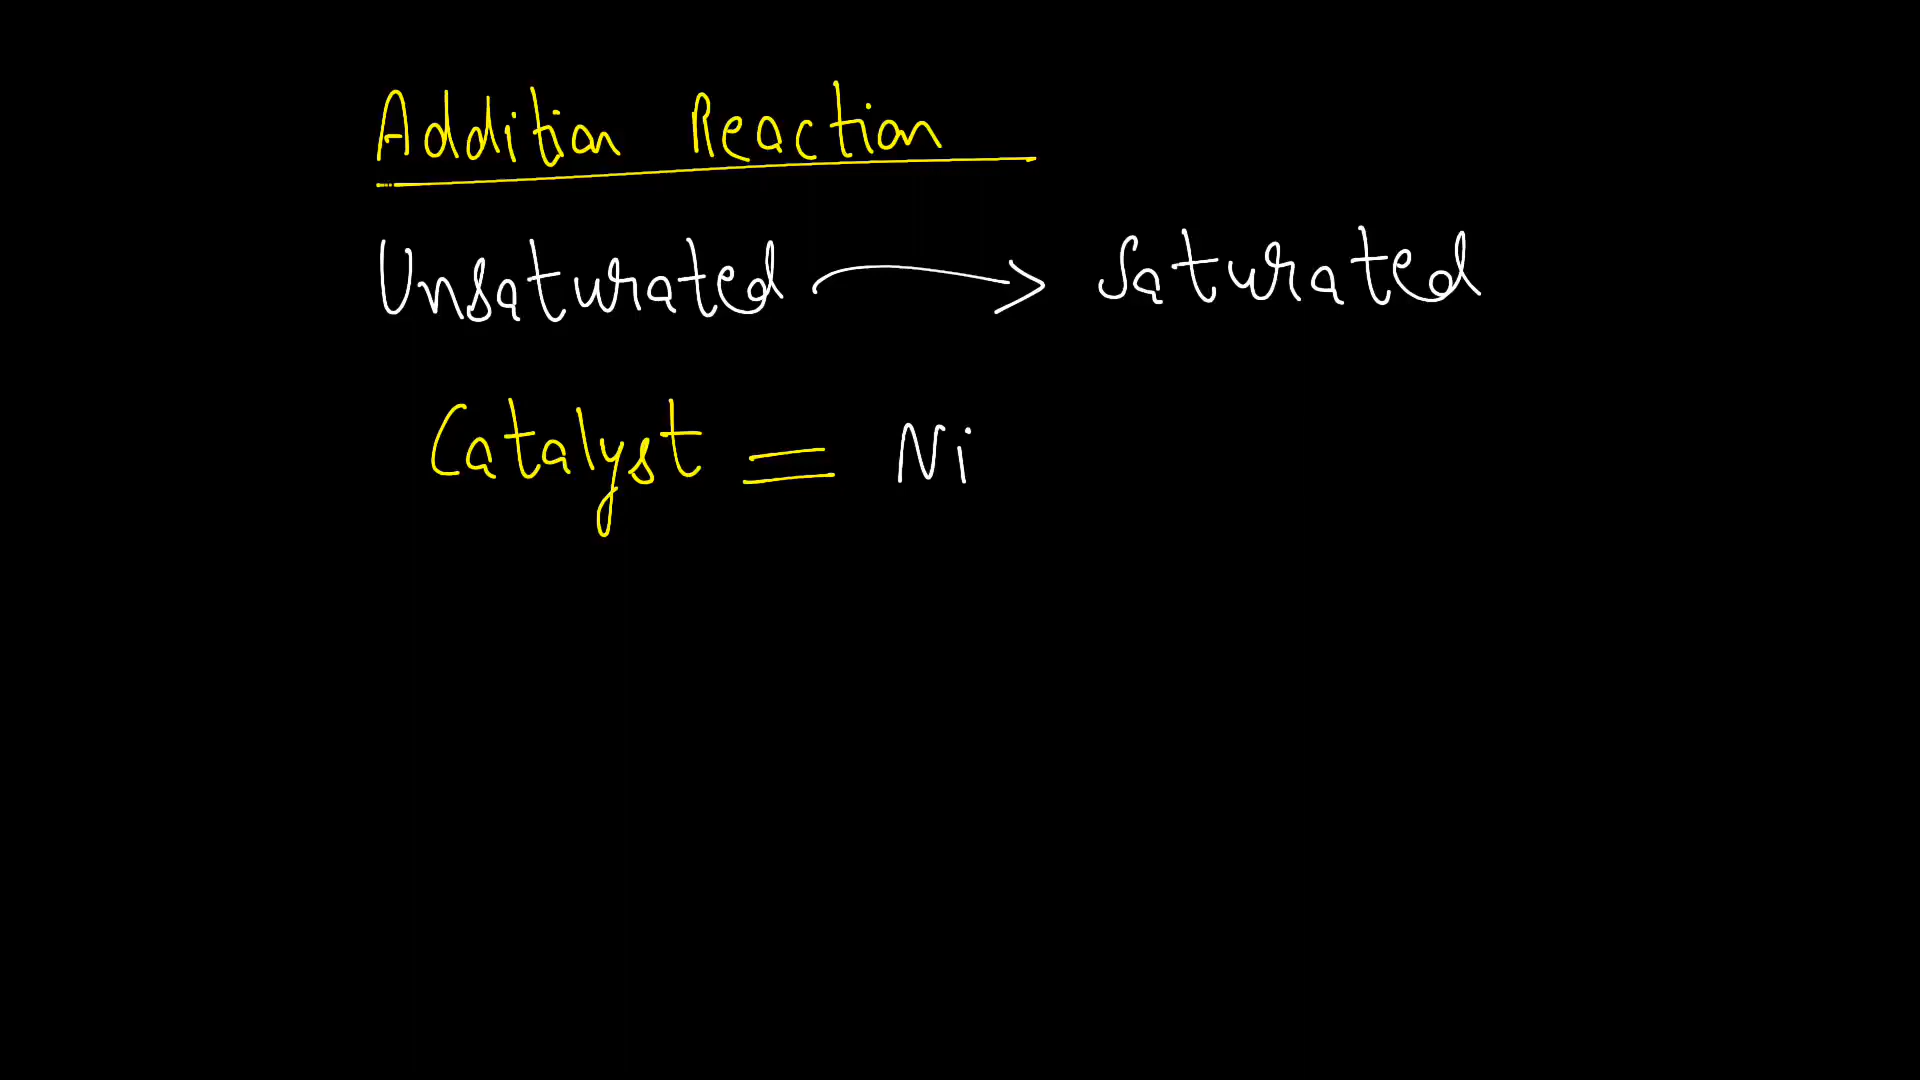 Addition Reaction
Unsaturated → Saturated
Catalyst = Ni